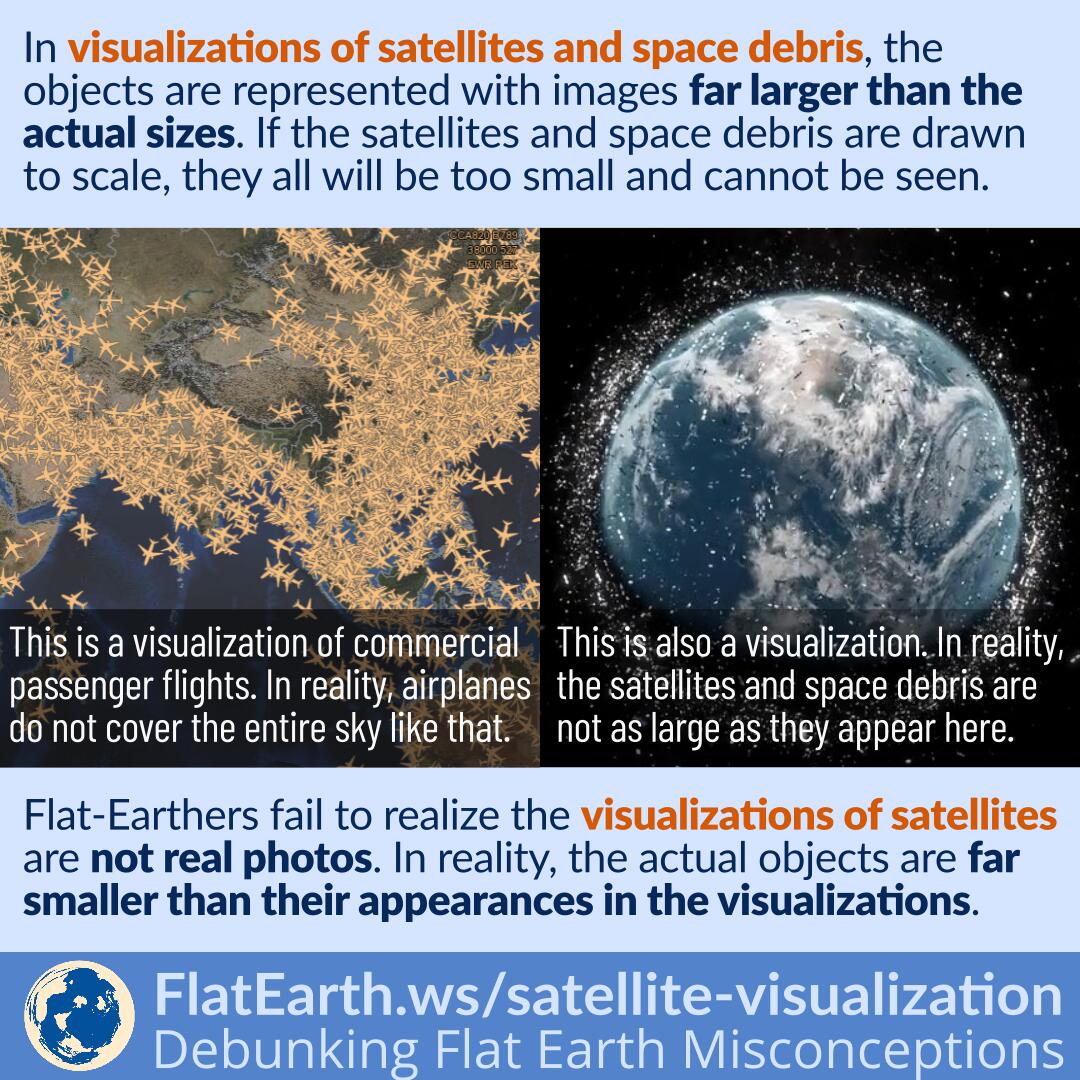 In visualizations of satellites and space debris, the
objects are represented with images far larger than the
actual sizes. If the satellites and space debris are drawn
to scale, they all will be too small and cannot be seen.
CCA820 B789
38000 527
EWR PEK
This is a visualization of commercial
passenger flights. In reality, airplanes
do not cover the entire sky like that.
This is also a visualization. In reality,
the satellites and space debris are
not as large as they appear here.
Flat-Earthers fail to realize the visualizations of satellites
are not real photos. In reality, the actual objects are far
smaller than their appearances in the visualizations.
FlatEarth.ws/satellite-visualization
Debunking Flat Earth Misconceptions